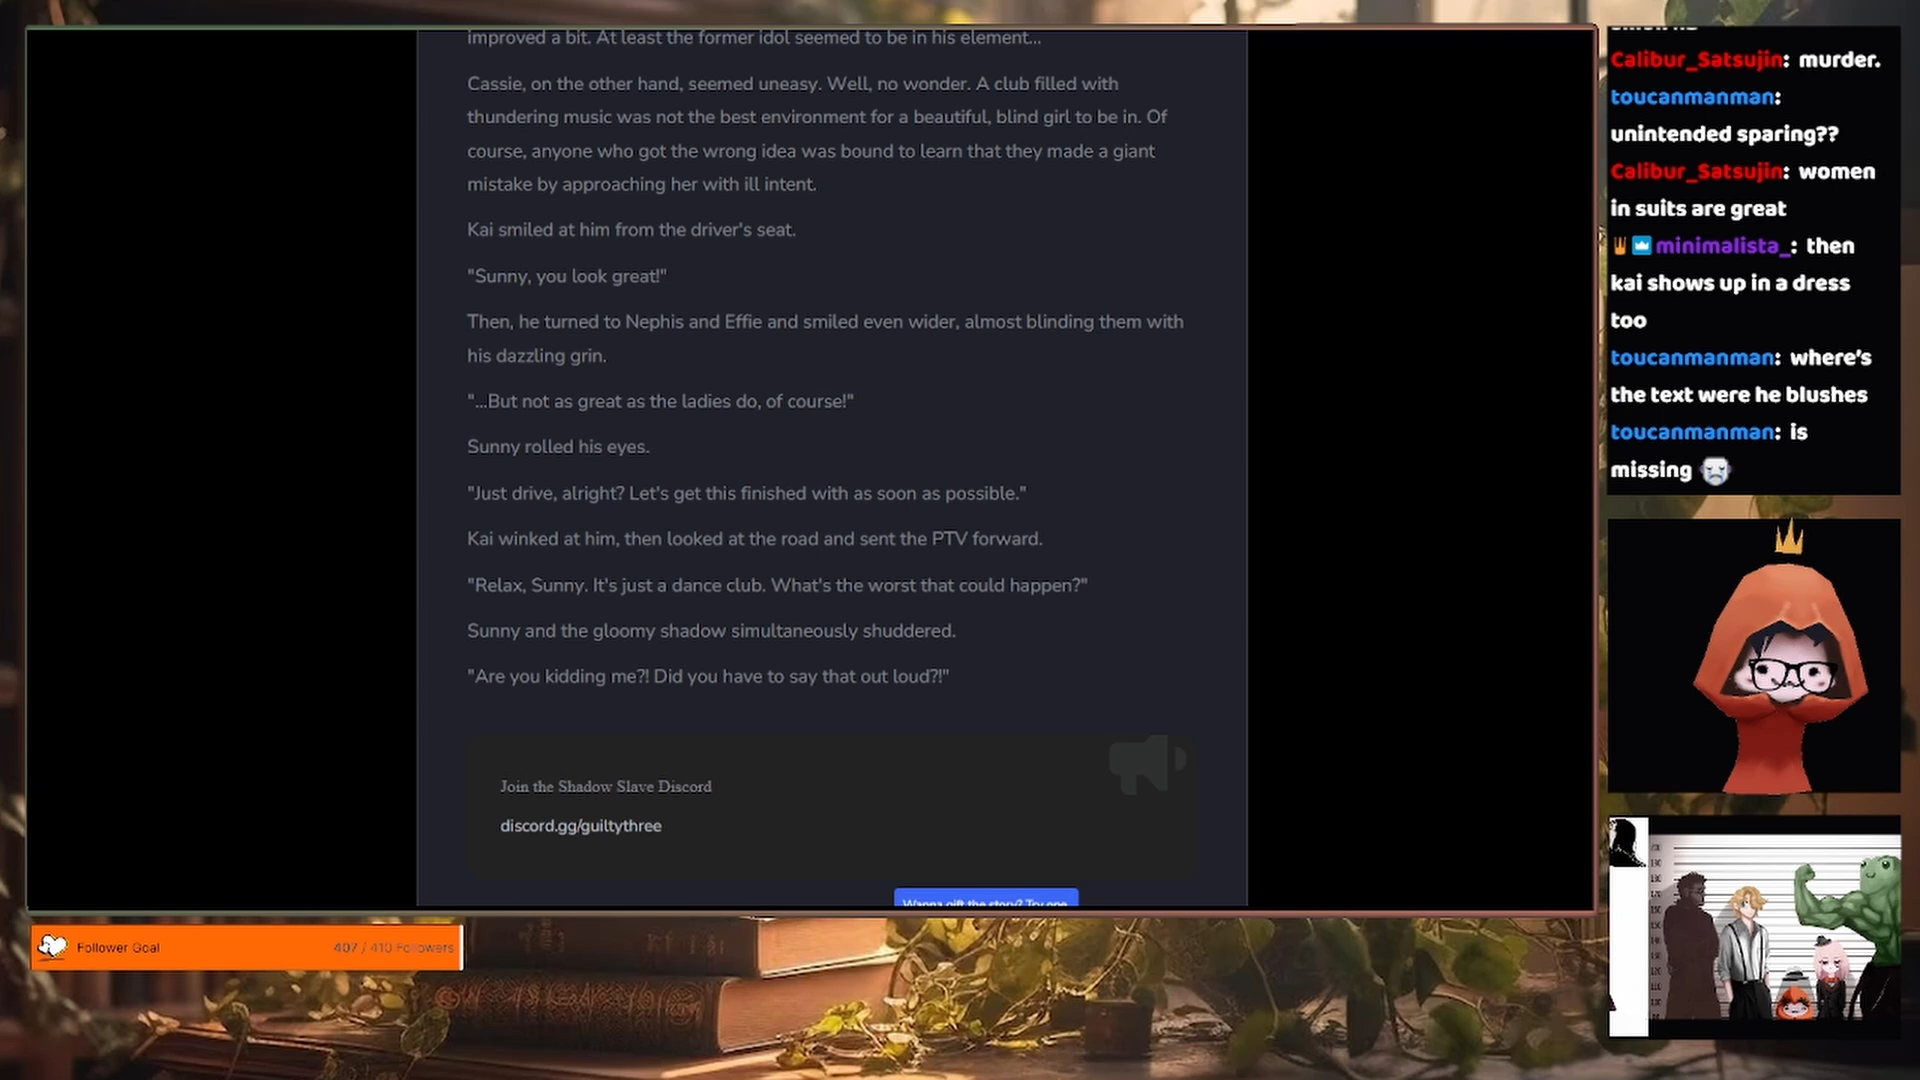 improved a bit. At least the former idol seemed to be in his element...
Cassie, on the other hand, seemed uneasy. Well, no wonder. A club filled with
thundering music was not the best environment for a beautiful, blind girl to be in. Of
course, anyone who got the wrong idea was bound to learn that they made a giant
mistake by approaching her with ill intent.
Kai smiled at him from the driver's seat.
"Sunny, you look great!"
Then, he turned to Nephis and Effie and smiled even wider, almost blinding them with
his dazzling grin.
"...But not as great as the ladies do, of course!"
Sunny rolled his eyes.
"Just drive, alright? Let's get this finished with as soon as possible."
Kai winked at him, then looked at the road and sent the PTV forward.
"Relax, Sunny. It's just a dance club. What's the worst that could happen?"
Sunny and the gloomy shadow simultaneously shuddered.
"Are you kidding me?! Did you have to say that out loud?!"
Join the Shadow Slave Discord
discord.gg/guiltythree
Wanna gift the story? Try one
Follower Goal
407 / 410 Followers
Calibur_Satsujin: murder.
toucanmanman:
unintended sparing??
Calibur_Satsujin: women
in suits are great
minimalista_: then
kai shows up in a dress
too
toucanmanman: where's
the text were he blushes
toucanmanman: is
missing